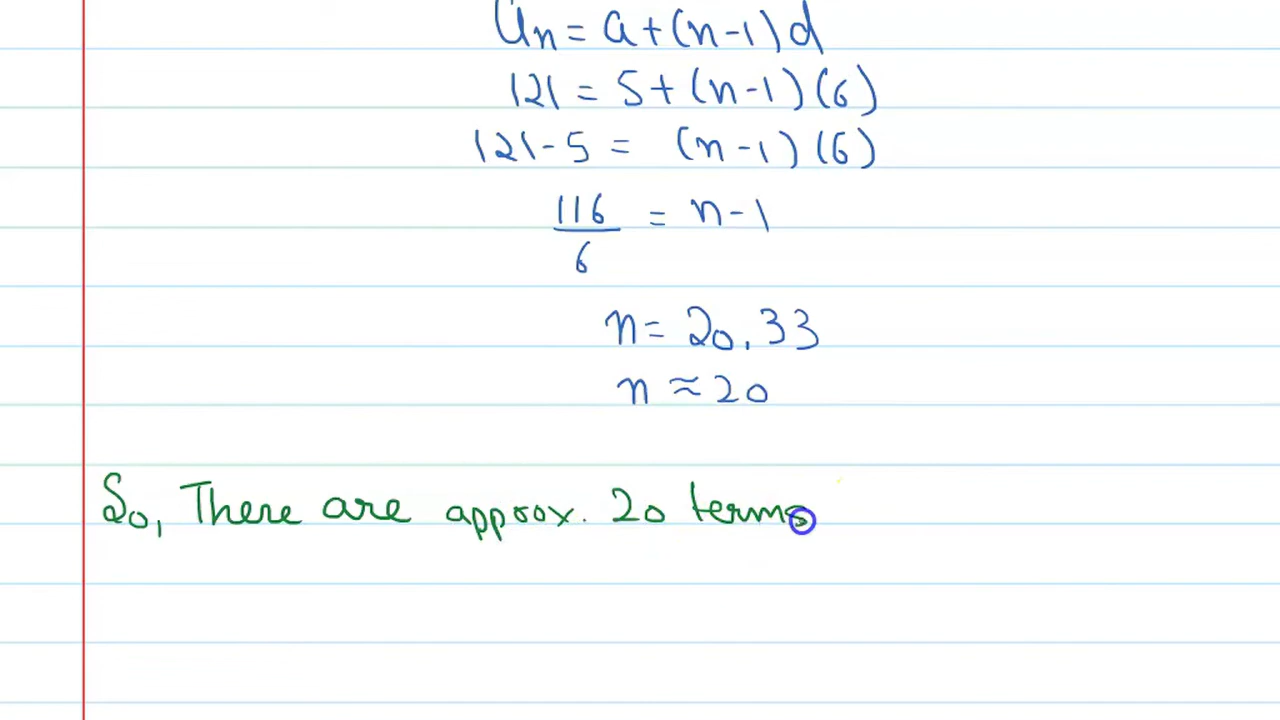 Un = a + (n-1)d
121 = 5 + (n-1)(6)
121 - 5 = (n-1)(6)
116/6 = n - 1
n = 20.33
n ≈ 20
So, There are approx. 20 terms